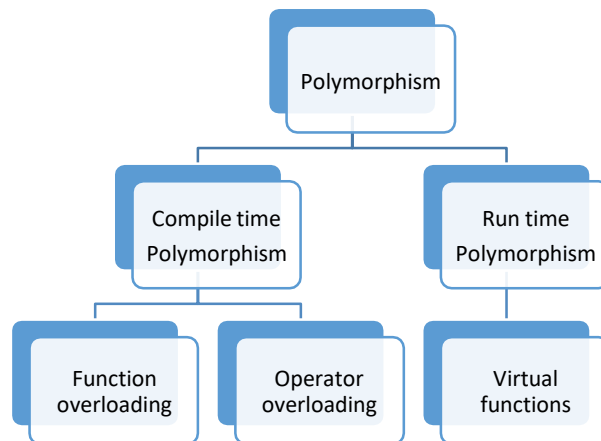 Polymorphism
Compile time
Polymorphism
Run time
Polymorphism
Function
overloading
Operator
overloading
Virtual
functions